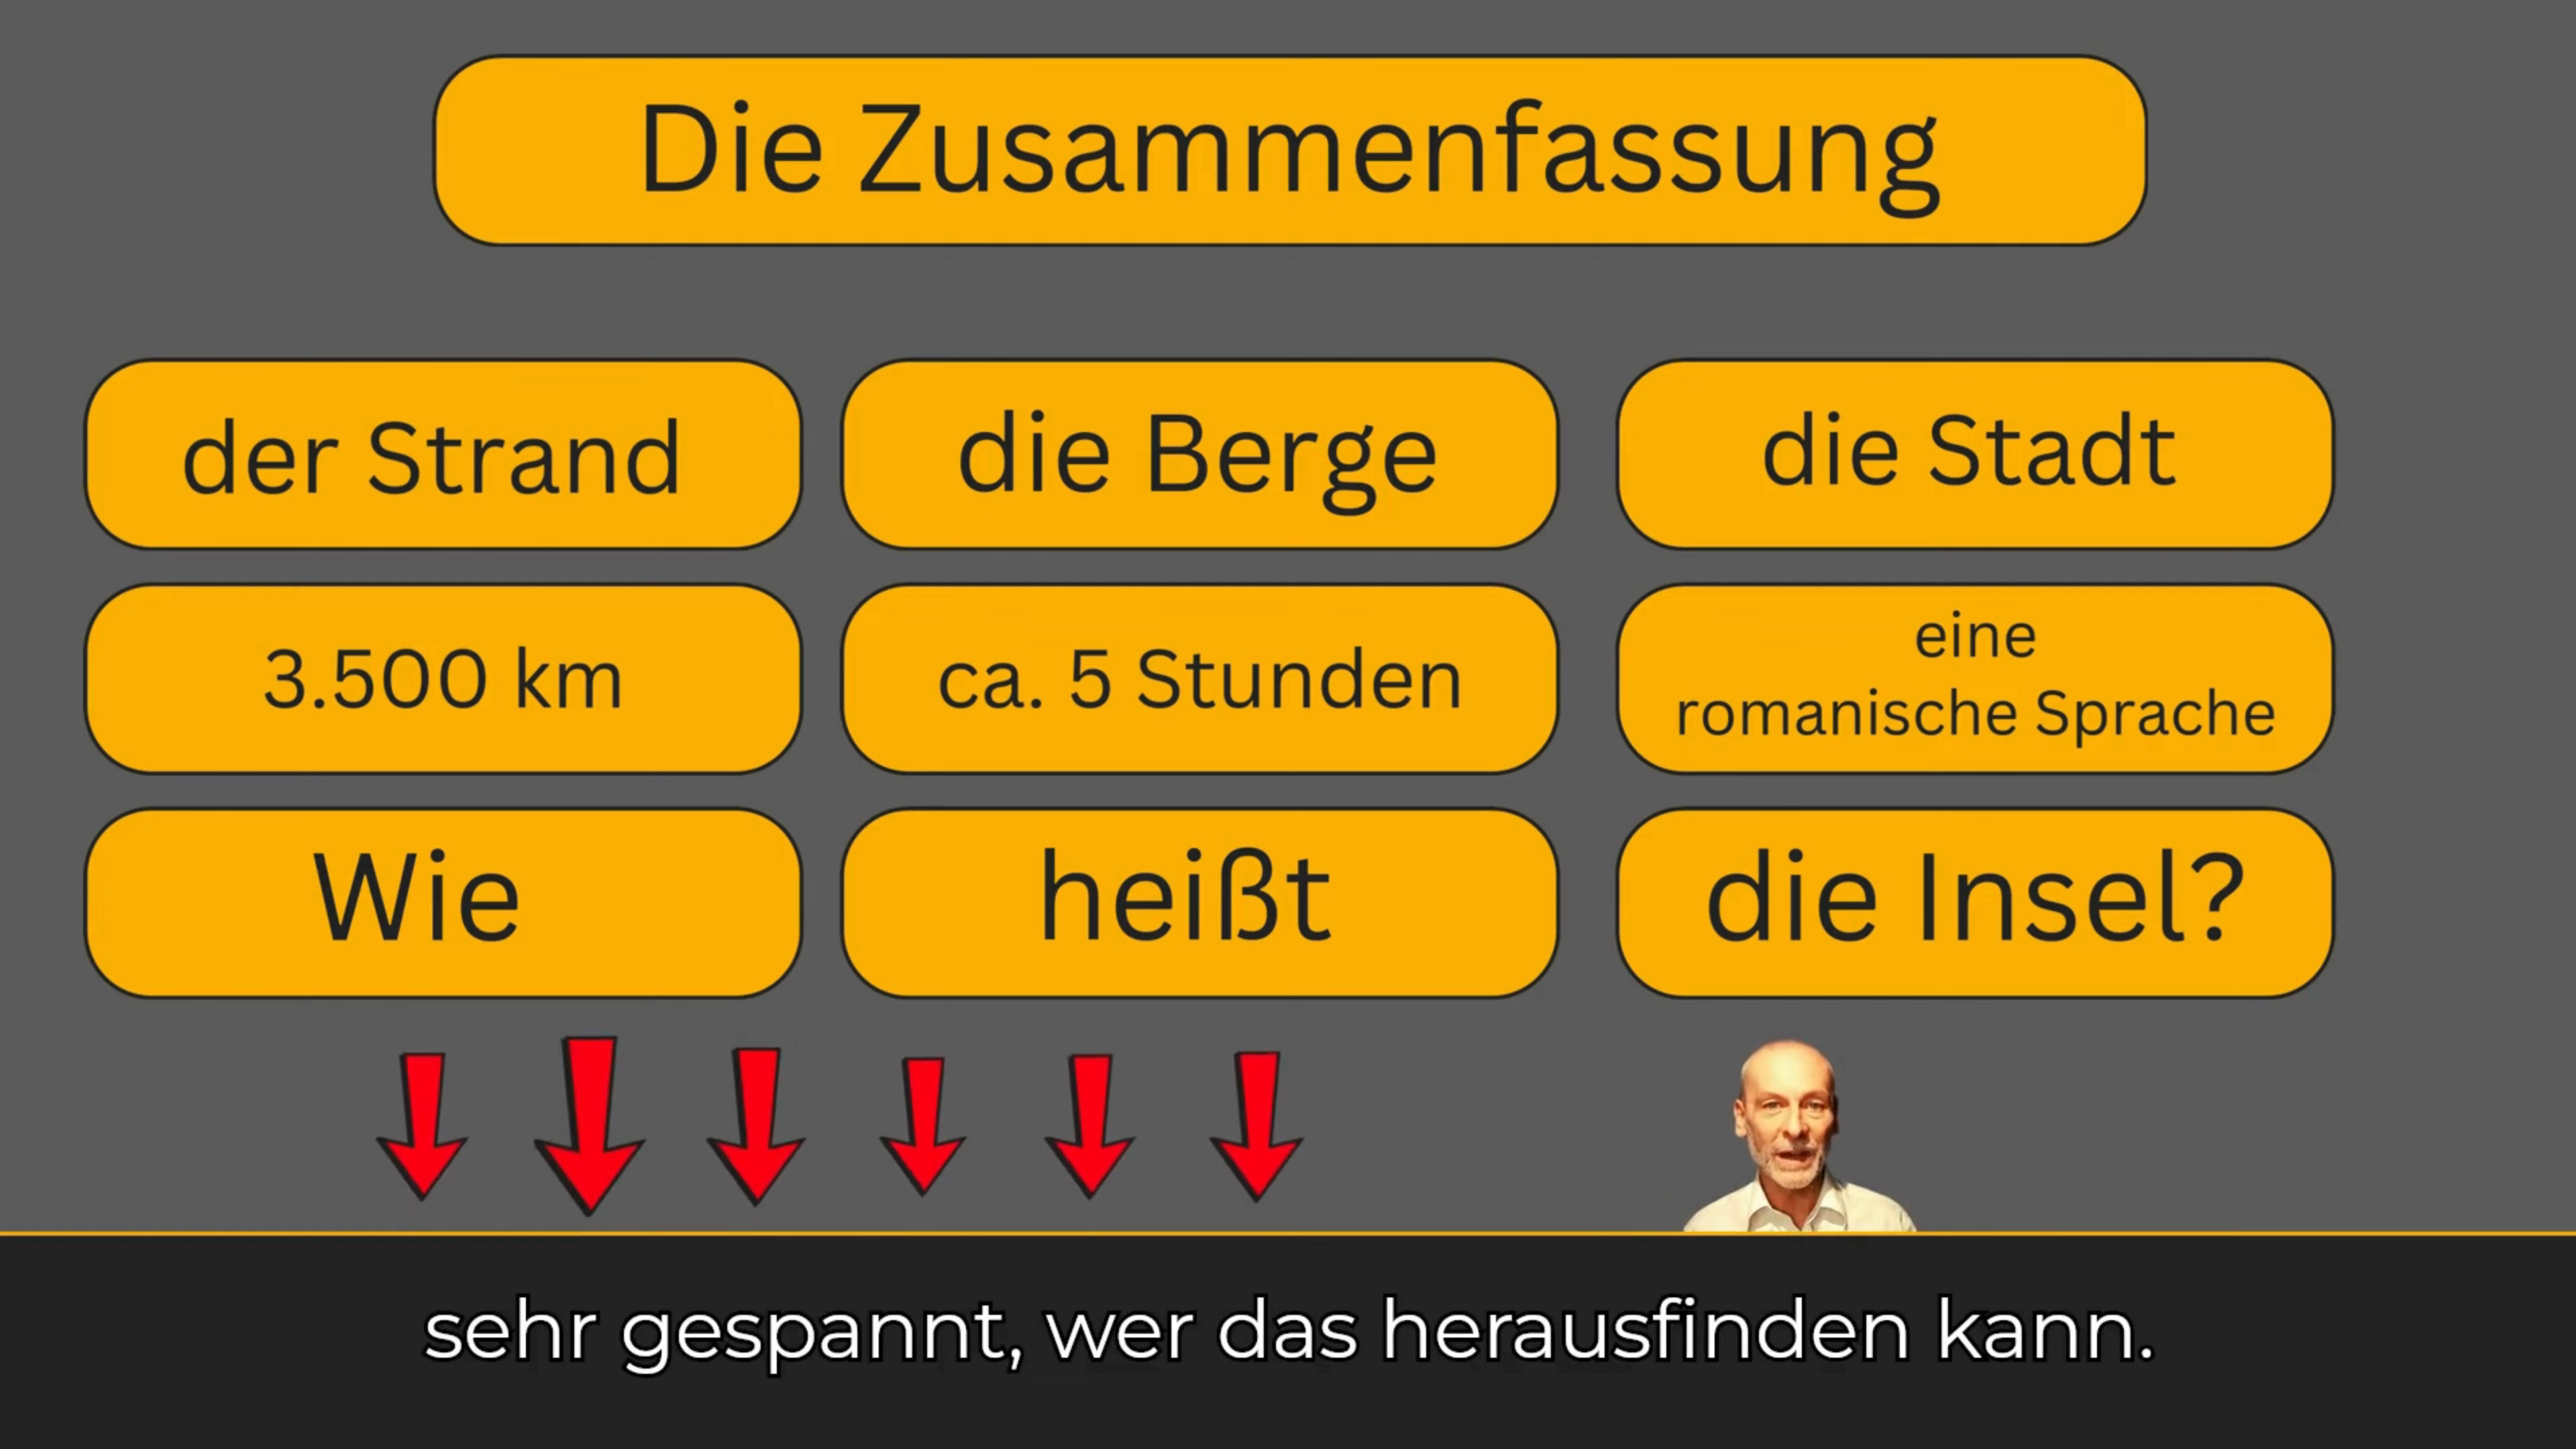 Die Zusammenfassung
der Strand
die Berge
die Stadt
3.500 km
ca. 5 Stunden
eine
romanische Sprache
Wie
heißt
die Insel?
sehr gespannt, wer das herausfinden kann.